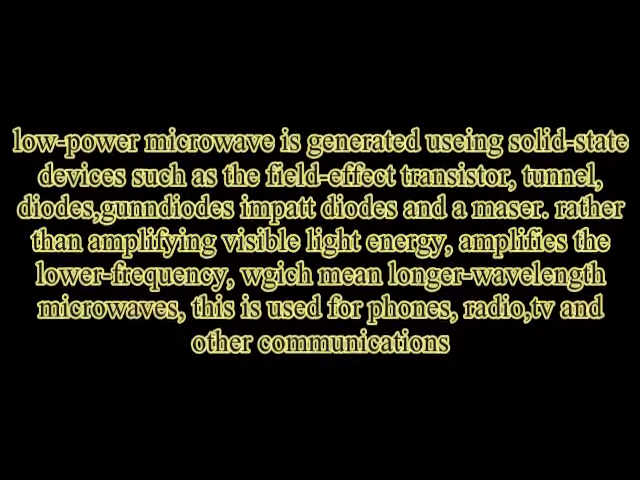 low-power microwave is generated useing solid-state
devices such as the field-effect transistor, tunnel,
diodes,gunndiodes impatt diodes and a maser. rather
than amplifying visible light energy, amplifies the
lower-frequency, wgich mean longer-wavelength
microwaves, this is used for phones, radio,tv and
other communications